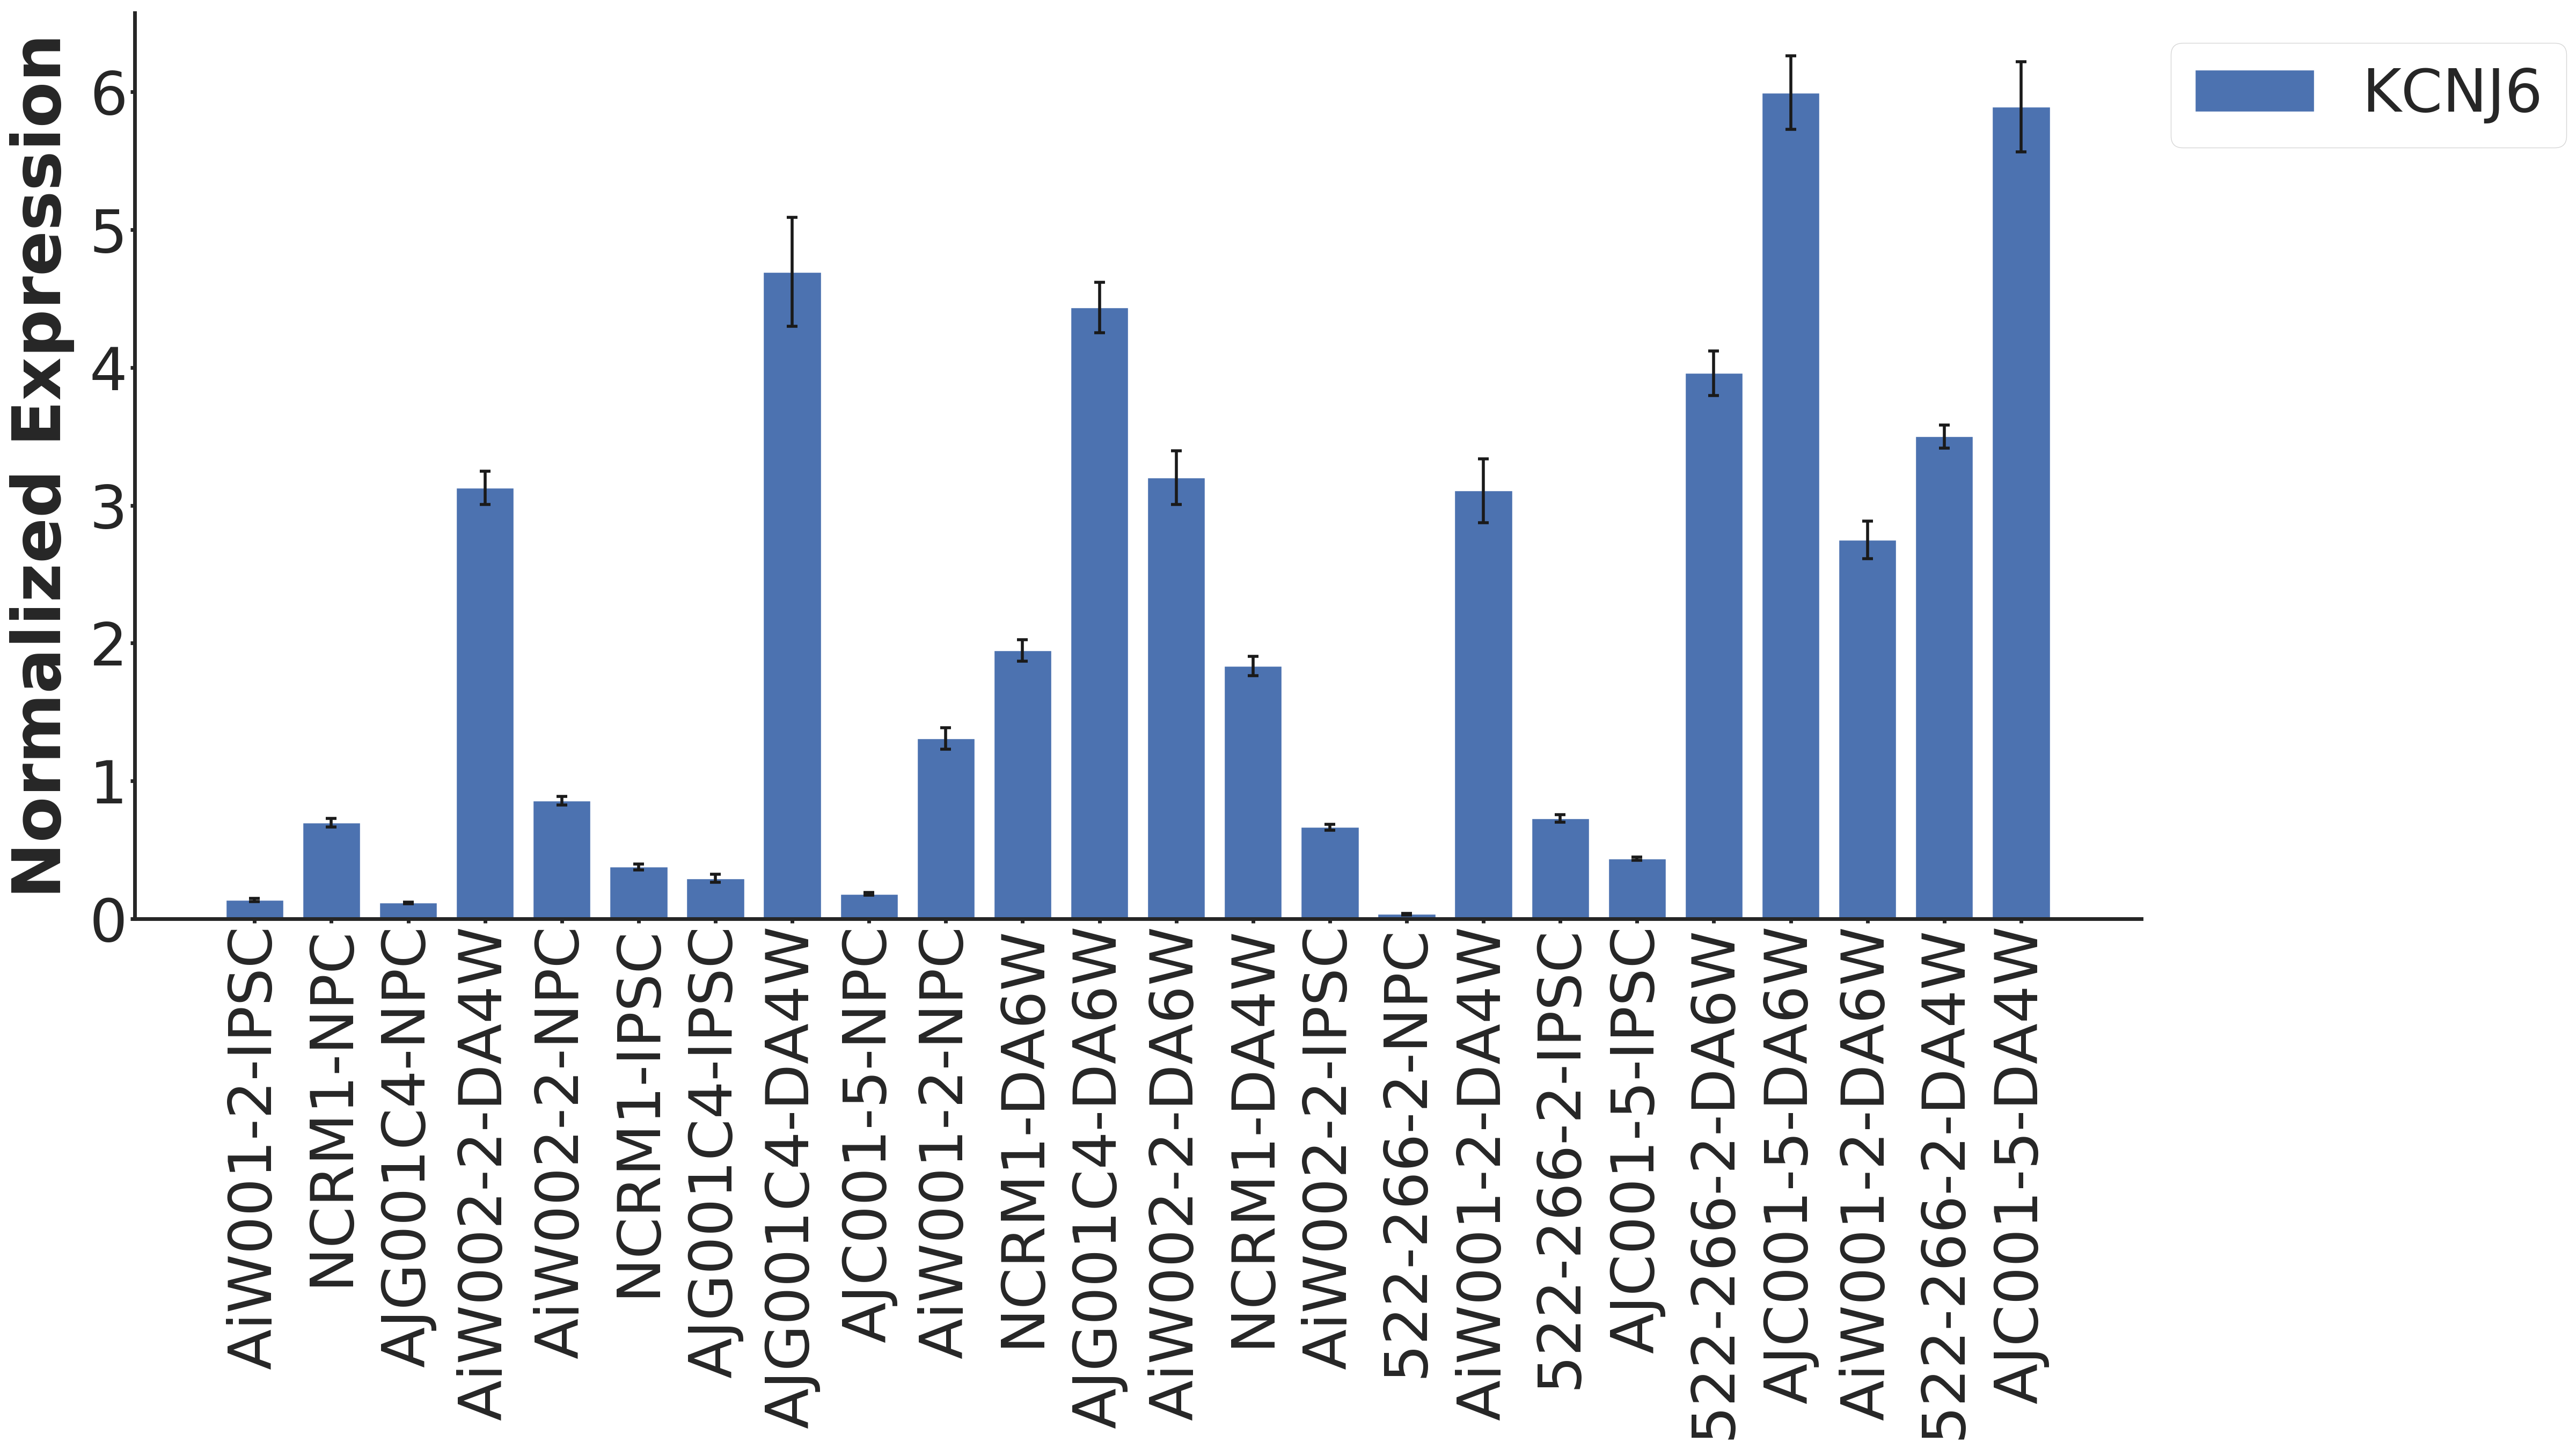 Normalized Expression
6
5
4
3
2
1
0
AiW001-2-IPSC
NCRM1-NPC
AJG001C4-NPC
AiW002-2-DA4W
AiW002-2-NPC
NCRM1-IPSC
AJG001C4-IPSC
AJG001C4-DA4W
AJC001-5-NPC
AiW001-2-NPC
NCRM1-DA6W
AJG001C4-DA6W
AiW002-2-DA6W
NCRM1-DA4W
AiW002-2-IPSC
522-266-2-NPC
AiW001-2-DA4W
522-266-2-IPSC
AJC001-5-IPSC
522-266-2-DA6W
AJC001-5-DA6W
AiW001-2-DA6W
522-266-2-DA4W
AJC001-5-DA4W
KCNJ6